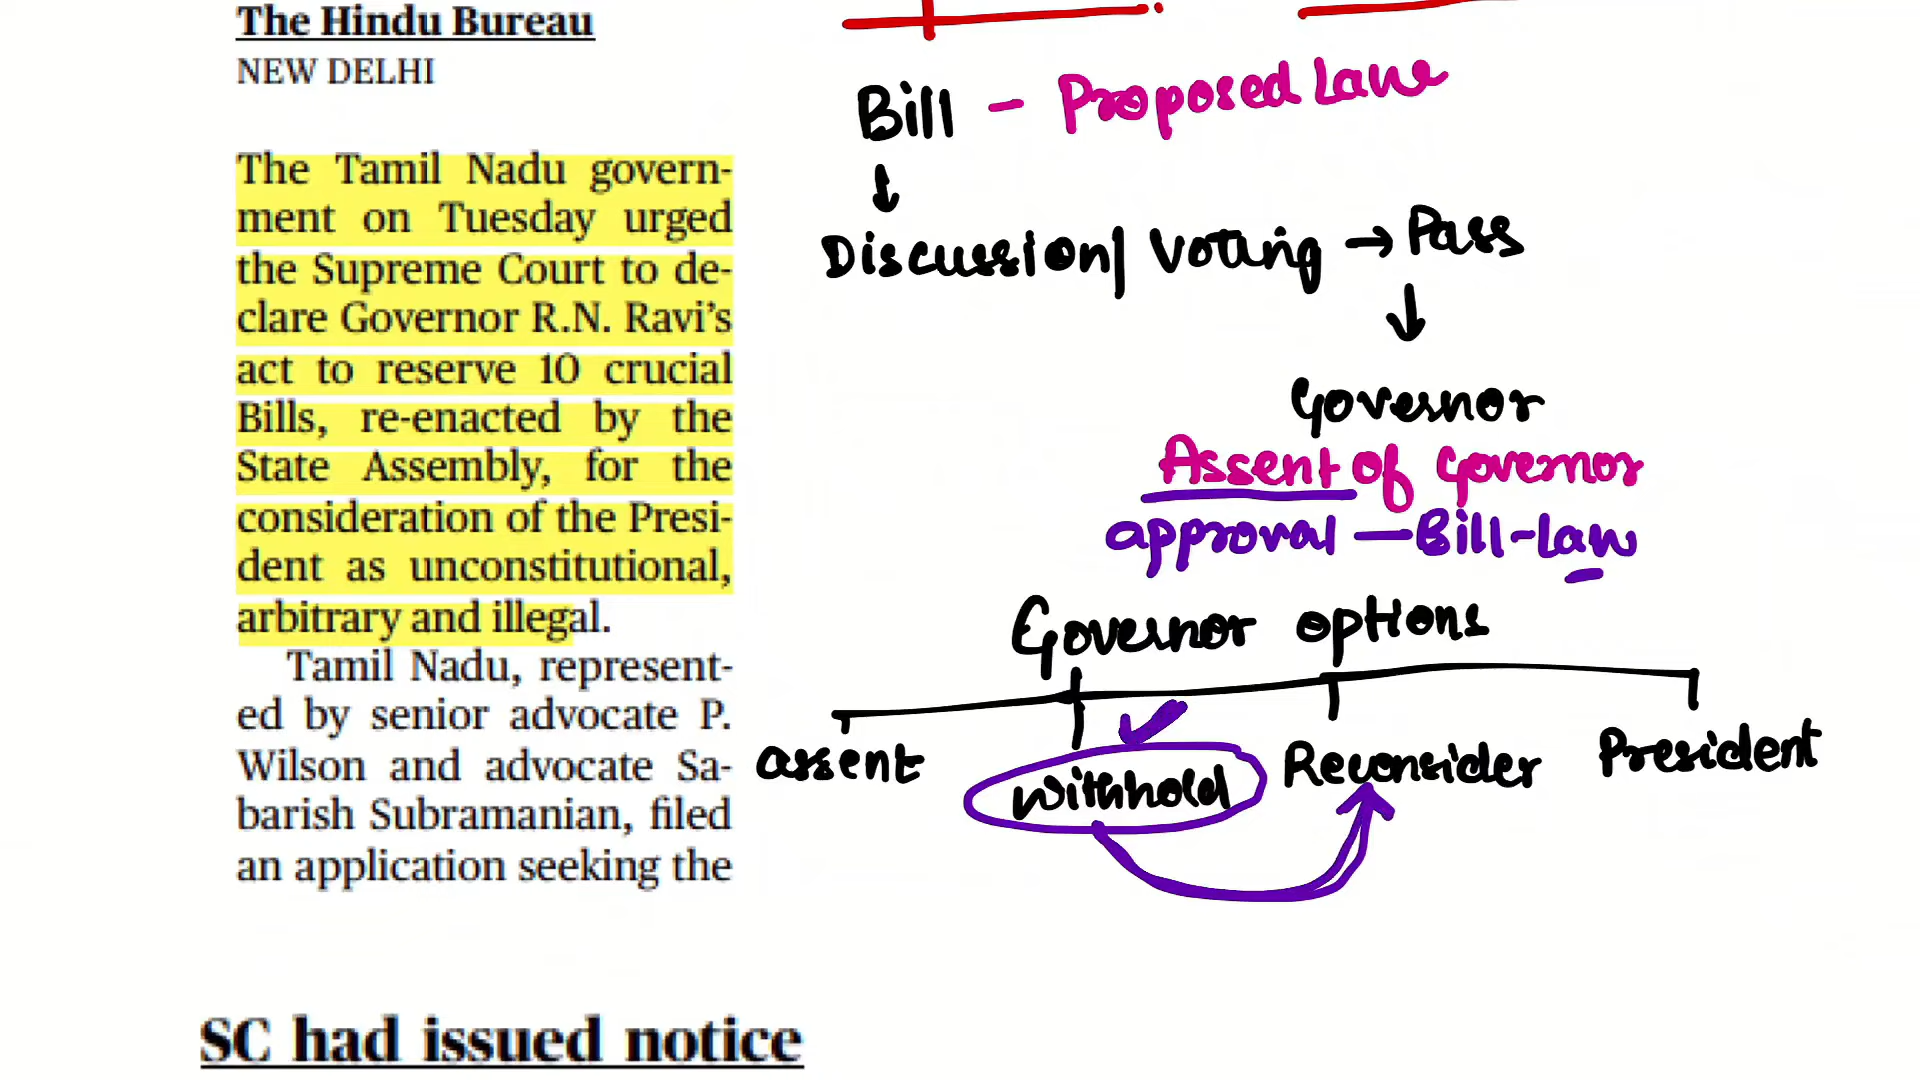 The Hindu Bureau
NEW DELHI
The Tamil Nadu govern-
ment on Tuesday urged
the Supreme Court to de-
clare Governor R.N. Ravi's
act to reserve 10 crucial
Bills, re-enacted by the
State Assembly, for the
consideration of the Presi-
dent as unconstitutional,
arbitrary and illegal.
Tamil Nadu, represent-
ed by senior advocate P.
Wilson and advocate Sa-
barish Subramanian, filed
an application seeking the
SC had issued notice
Bill - Proposed Law
Discussion/ Voting → Pass
Governor
Assent of Governor
approval - Bill-Law
Governor options
assent
withhold
Reconsider
President